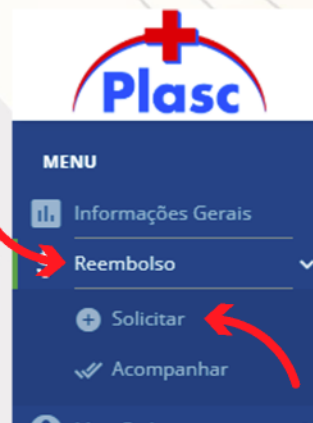 Plasc
MENU
Informações Gerais
Reembolso
Solicitar
Acompanhar